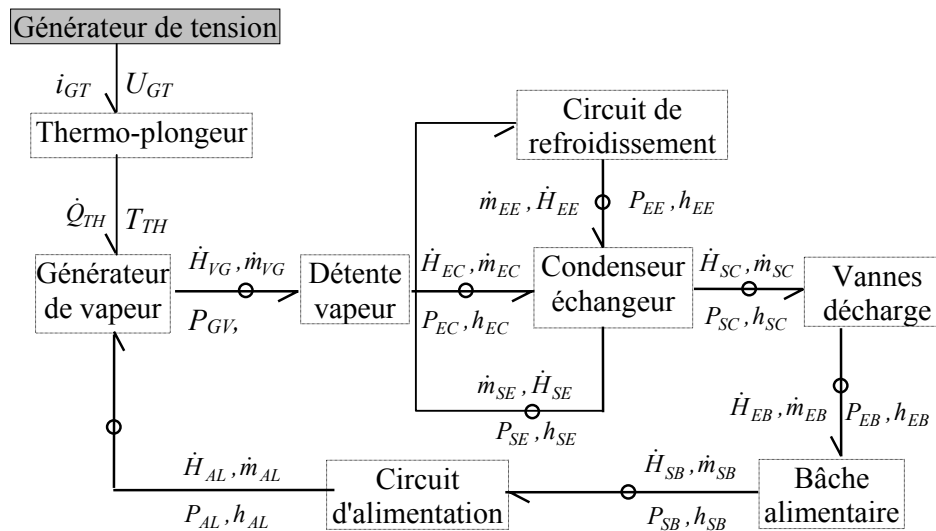 Générateur de tension
i_GT U_GT
Thermo-plongeur
Circuit de
refroidissement
Q̇_TH T_TH
ṁ_EE , Ḣ_EE P_EE , h_EE
Générateur
de vapeur
Ḣ_VG , ṁ_VG
P_GV,
Détente
vapeur
Ḣ_EC , ṁ_EC
P_EC , h_EC
Condenseur
échangeur
Ḣ_SC , ṁ_SC
P_SC , h_SC
Vannes
décharge
ṁ_SE , Ḣ_SE
P_SE , h_SE
Ḣ_EB , ṁ_EB P_EB , h_EB
Ḣ_AL , ṁ_AL
P_AL , h_AL
Circuit
d'alimentation
Ḣ_SB , ṁ_SB
P_SB , h_SB
Bâche
alimentaire